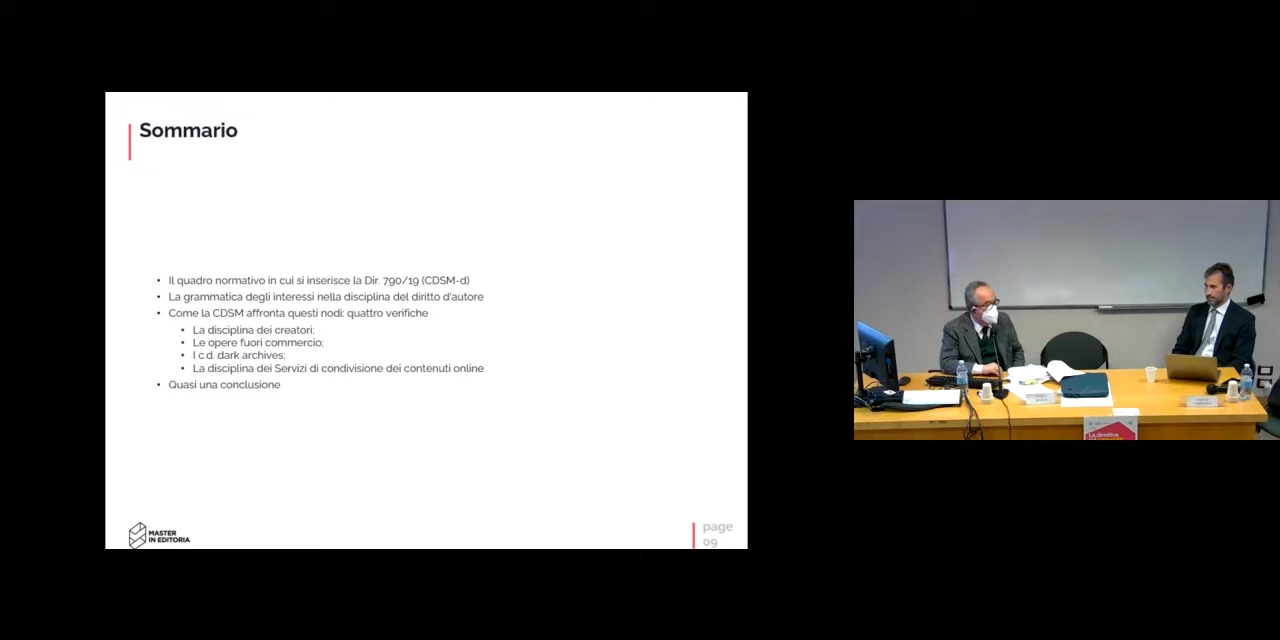 Sommario
• Il quadro normativo in cui si inserisce la Dir. 790/19 (CDSM-d)
• La grammatica degli interessi nella disciplina del diritto d'autore
• Come la CDSM affronta questi nodi: quattro verifiche
• La disciplina dei creatori;
• Le opere fuori commercio;
• I c.d. dark archives;
• La disciplina dei Servizi di condivisione dei contenuti online
• Quasi una conclusione
MASTER
IN EDITORIA
page
09
La direttiva